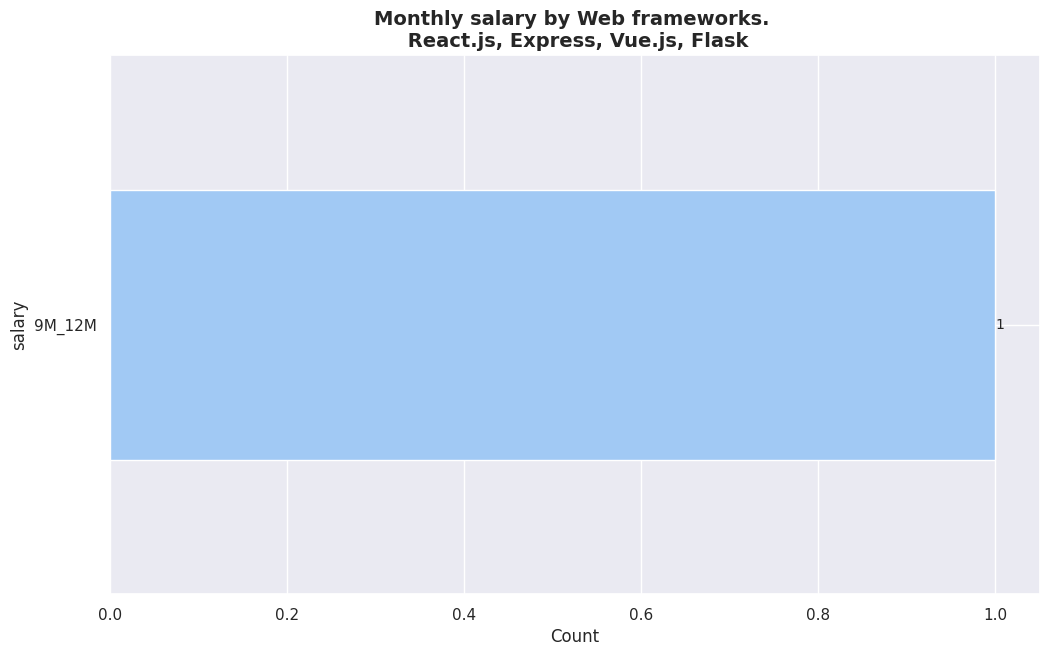 Monthly salary by Web frameworks.
React.js, Express, Vue.js, Flask
salary
9M_12M
1
0.0
0.2
0.4
0.6
0.8
1.0
Count